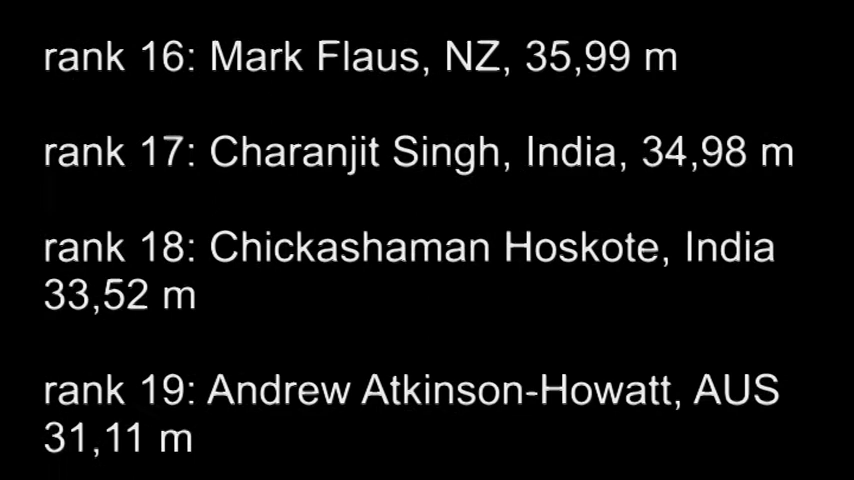 rank 16: Mark Flaus, NZ, 35,99 m
rank 17: Charanjit Singh, India, 34,98 m
rank 18: Chickashaman Hoskote, India
33,52 m
rank 19: Andrew Atkinson-Howatt, AUS
31,11 m